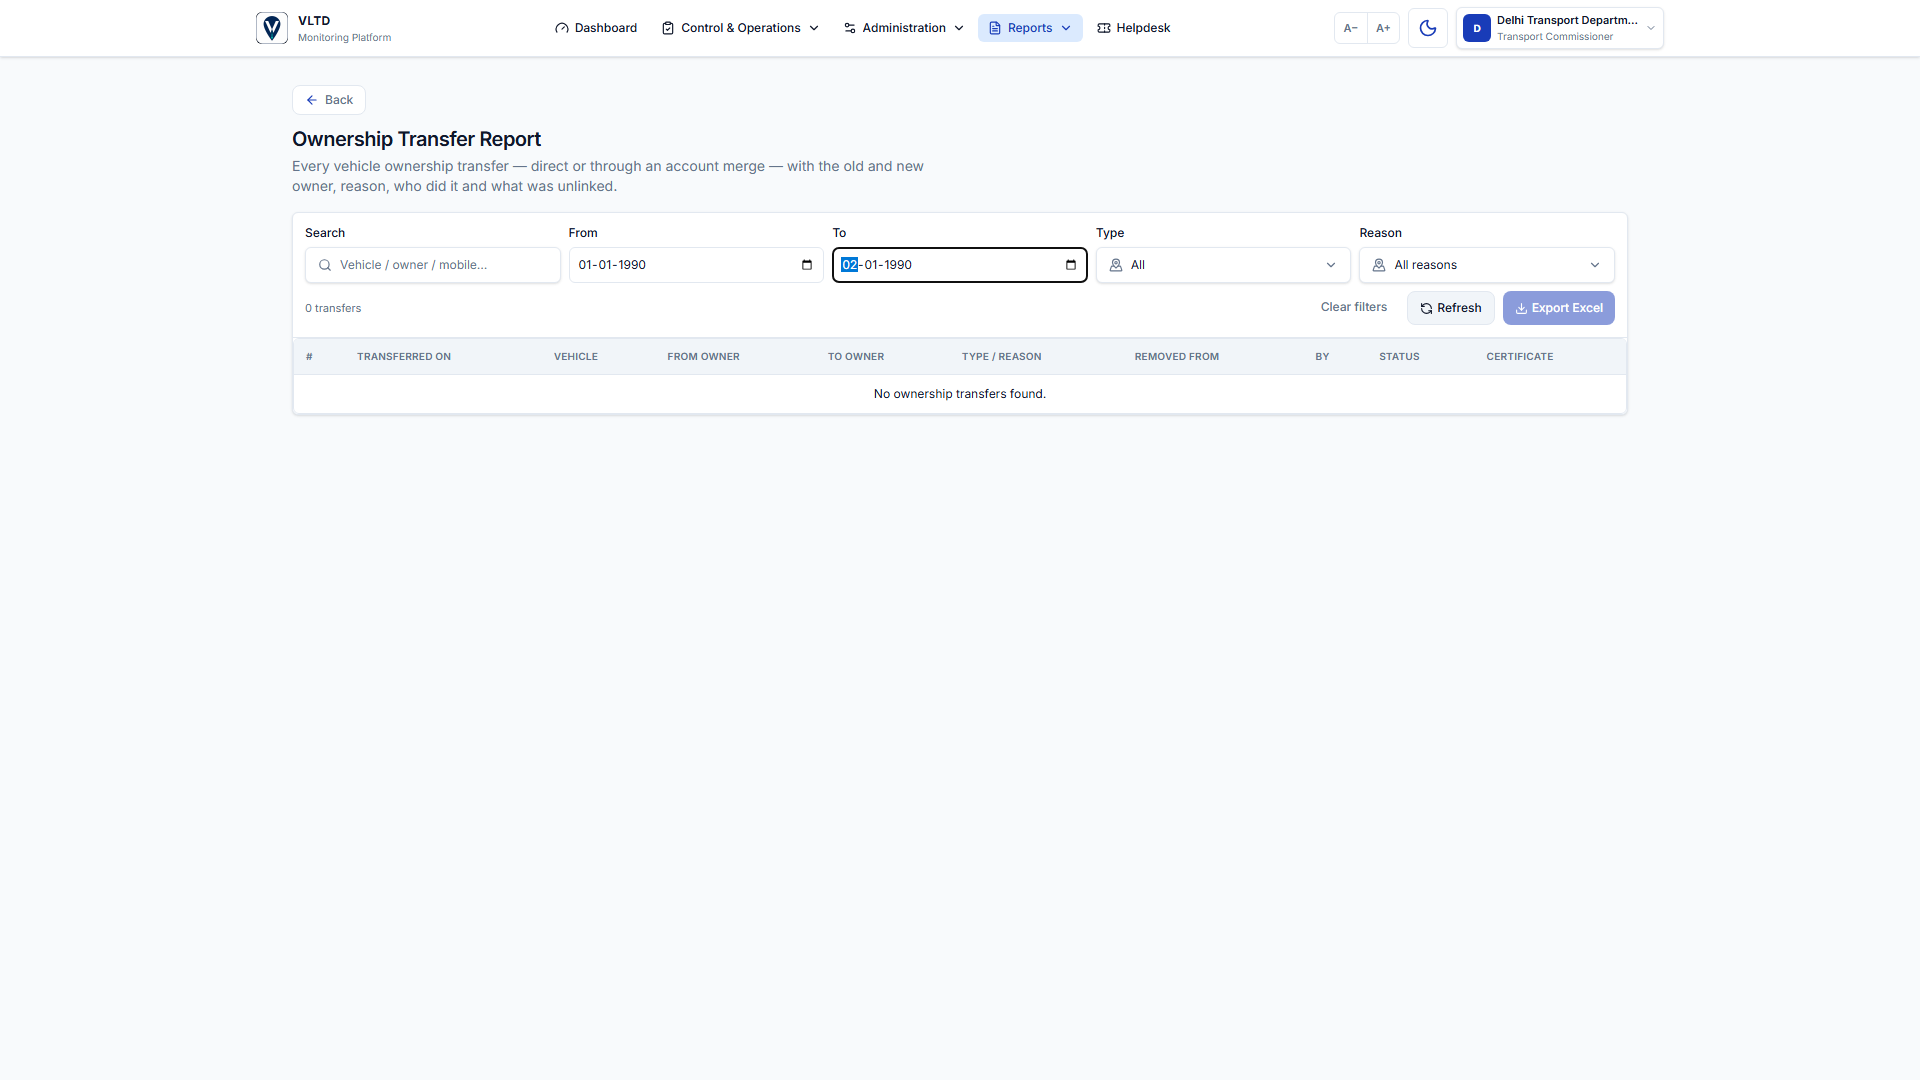 VLTD
Monitoring Platform
Dashboard
Control & Operations
Administration
Reports
Helpdesk
A−
A+
D
Delhi Transport Departm...
Transport Commissioner
Back
Ownership Transfer Report
Every vehicle ownership transfer — direct or through an account merge — with the old and new
owner, reason, who did it and what was unlinked.
Search
From
To
Type
Reason
Vehicle / owner / mobile...
01-01-1990
02-01-1990
All
All reasons
0 transfers
Clear filters
Refresh
Export Excel
#
TRANSFERRED ON
VEHICLE
FROM OWNER
TO OWNER
TYPE / REASON
REMOVED FROM
BY
STATUS
CERTIFICATE
No ownership transfers found.